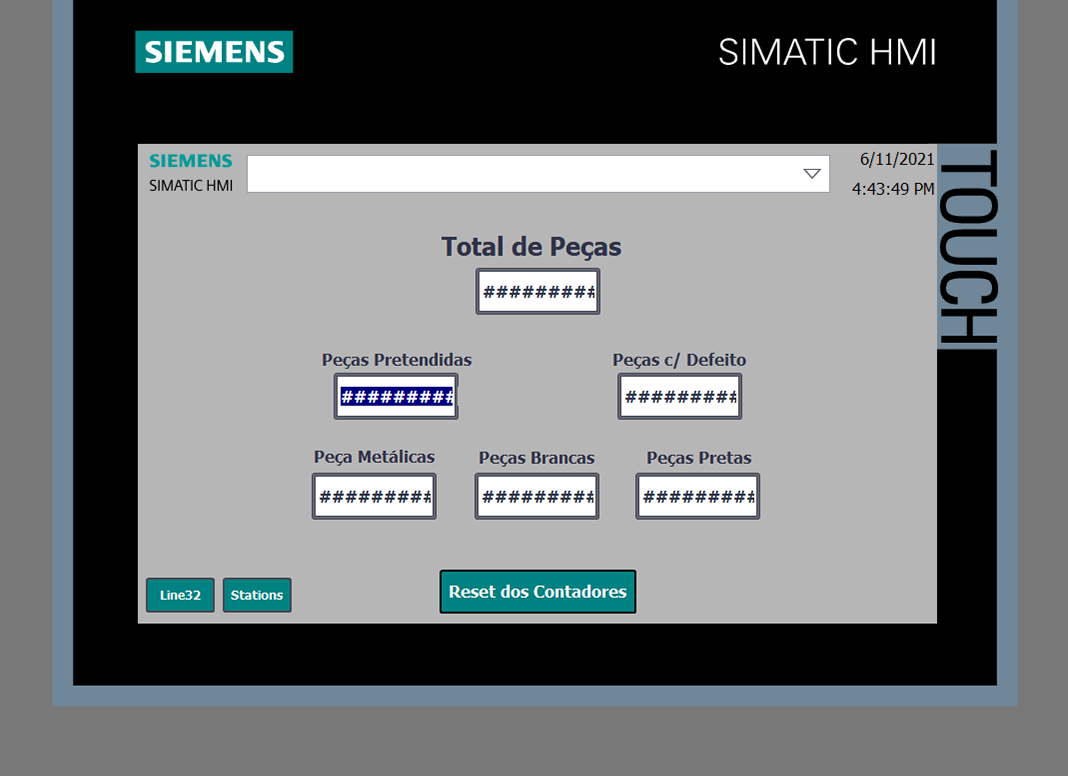 SIEMENS
SIMATIC HMI
SIEMENS
SIMATIC HMI
6/11/2021
4:43:49 PM
TOUCH
Total de Peças
#########
Peças Pretendidas
Peças c/ Defeito
#########
#########
Peça Metálicas
Peças Brancas
Peças Pretas
#########
#########
#########
Line32
Stations
Reset dos Contadores